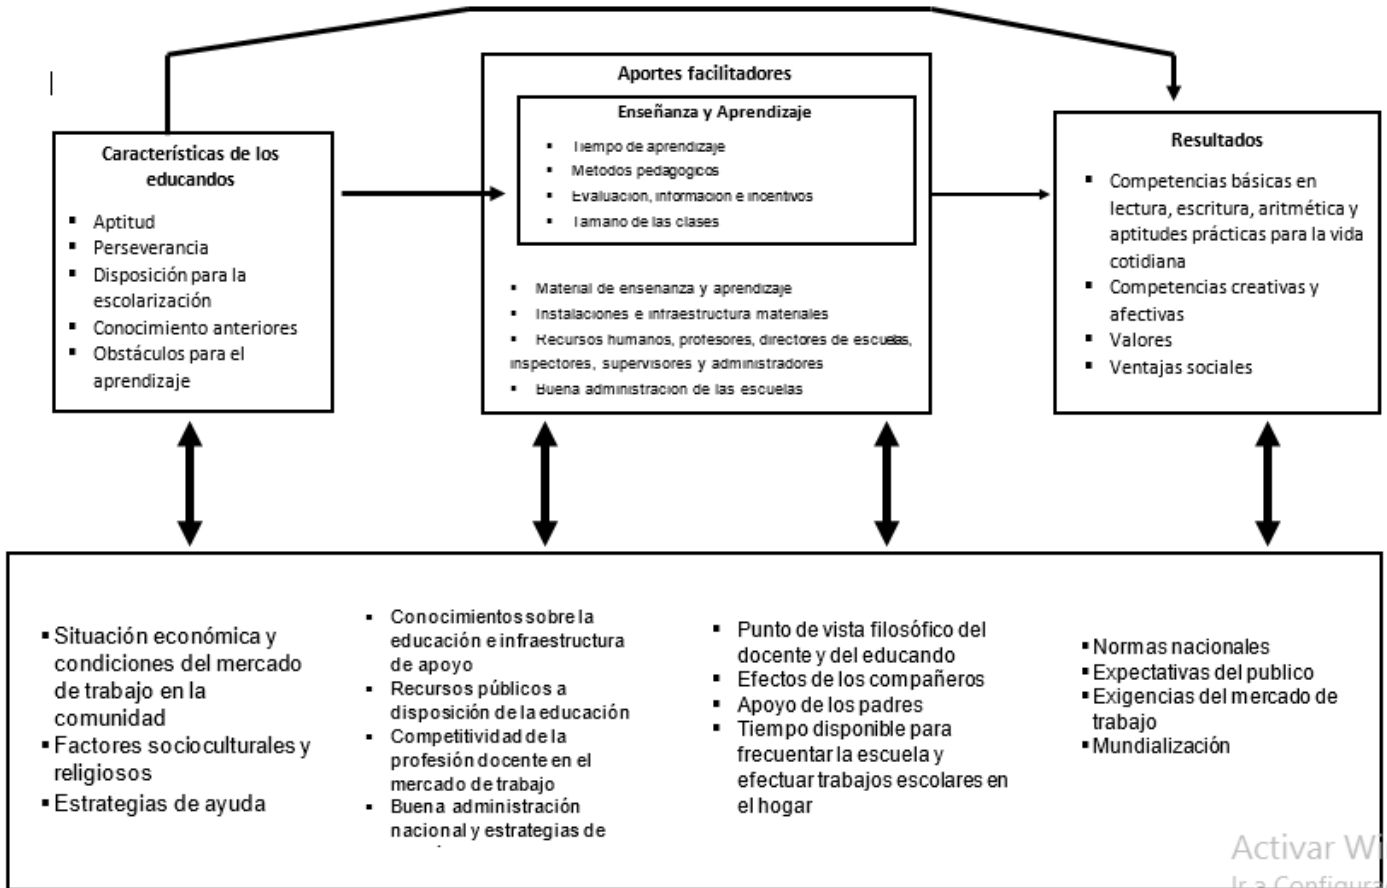 Aportes facilitadores
Enseñanza y Aprendizaje
▪ Tiempo de aprendizaje
▪ Metodos pedagogicos
▪ Evaluacion, informacion e incentivos
▪ Tamano de las clases
▪ Material de ensenanza y aprendizaje
▪ Instalaciones e infraestructura materiales
▪ Recursos humanos, profesores, directores de escuelas,
inspectores, supervisores y administradores
▪ Buena administracion de las escuelas
Características de los
educandos
▪ Aptitud
▪ Perseverancia
▪ Disposición para la
escolarización
▪ Conocimiento anteriores
▪ Obstáculos para el
aprendizaje
Resultados
▪ Competencias básicas en
lectura, escritura, aritmética y
aptitudes prácticas para la vida
cotidiana
▪ Competencias creativas y
afectivas
▪ Valores
▪ Ventajas sociales
▪ Situación económica y
condiciones del mercado
de trabajo en la
comunidad
▪ Factores socioculturales y
religiosos
▪ Estrategias de ayuda
▪ Conocimientos sobre la
educación e infraestructura
de apoyo
▪ Recursos públicos a
disposición de la educación
▪ Competitividad de la
profesión docente en el
mercado de trabajo
▪ Buena administración
nacional y estrategias de
▪ Punto de vista filosófico del
docente y del educando
▪ Efectos de los compañeros
▪ Apoyo de los padres
▪ Tiempo disponible para
frecuentar la escuela y
efectuar trabajos escolares en
el hogar
▪ Normas nacionales
▪ Expectativas del publico
▪ Exigencias del mercado de
trabajo
▪ Mundialización
Activar Wi
Ir a Configura